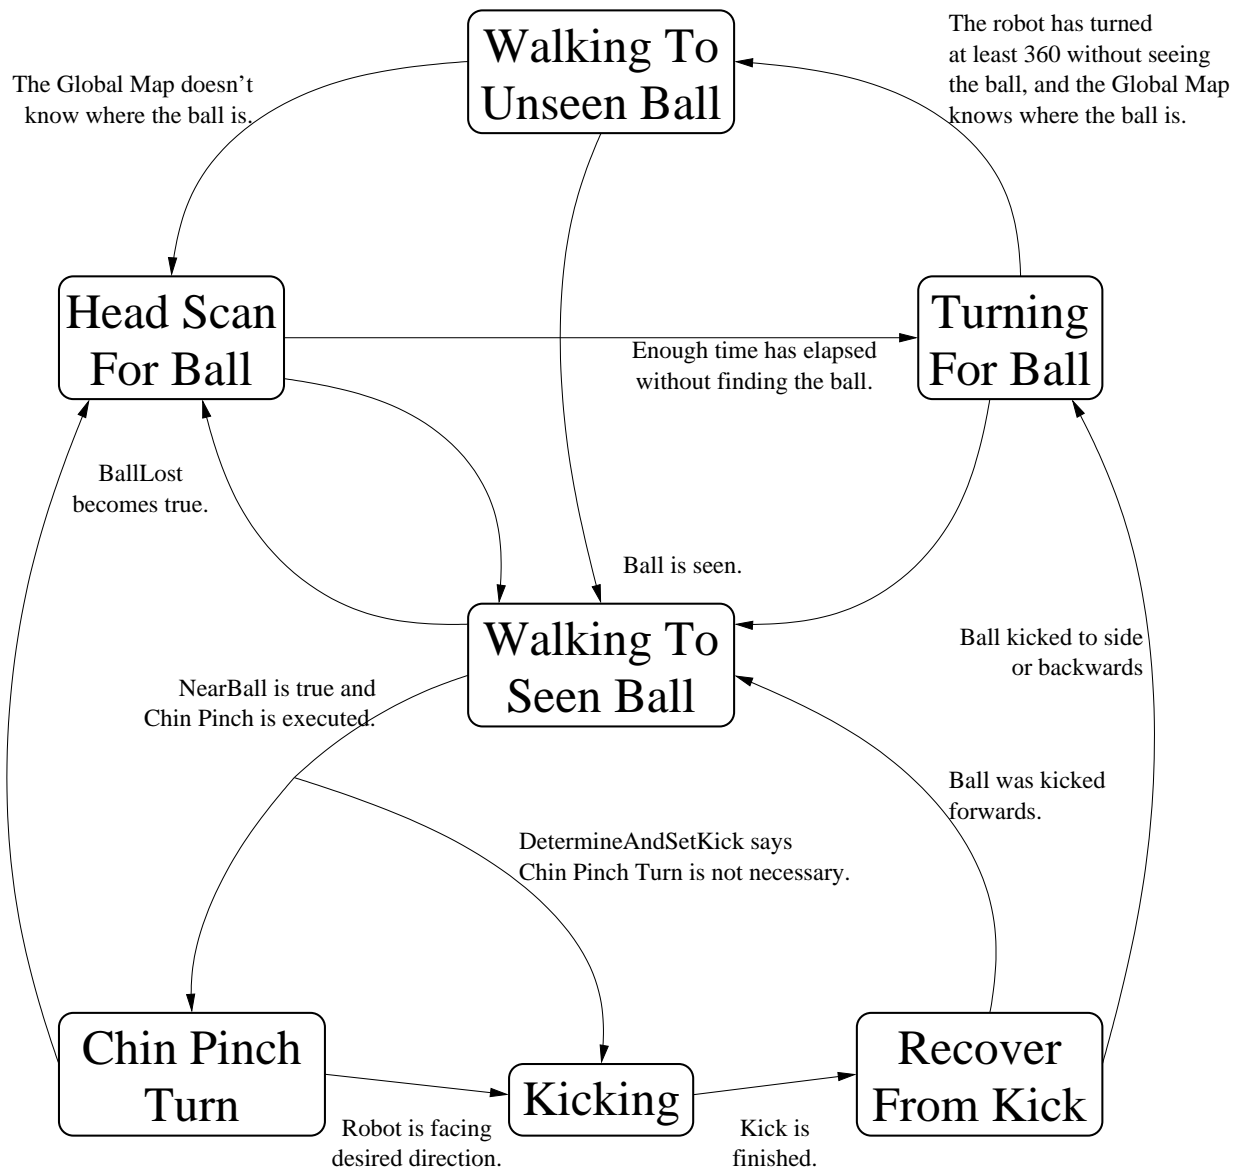 Walking To
Unseen Ball
The robot has turned
at least 360 without seeing
the ball, and the Global Map
knows where the ball is.
The Global Map doesn't
know where the ball is.
Head Scan
For Ball
Turning
For Ball
Enough time has elapsed
without finding the ball.
BallLost
becomes true.
Ball is seen.
Walking To
Seen Ball
Ball kicked to side
or backwards
NearBall is true and
Chin Pinch is executed.
Ball was kicked
forwards.
DetermineAndSetKick says
Chin Pinch Turn is not necessary.
Chin Pinch
Turn
Kicking
Recover
From Kick
Robot is facing
desired direction.
Kick is
finished.